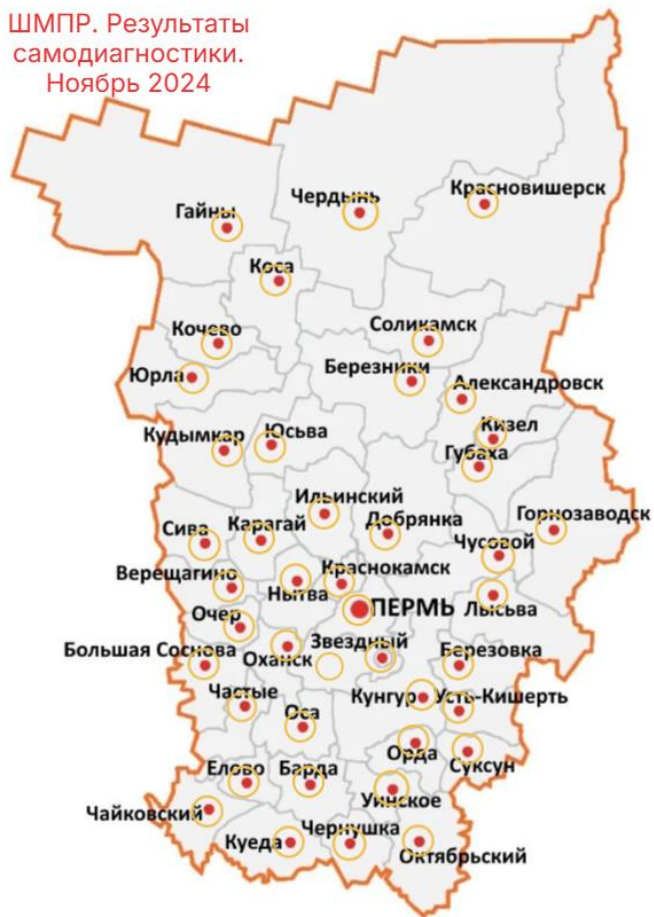 ШМПР. Результаты
самодиагностики.
Ноябрь 2024
Красновишерск
Чердынь
Гайны
Коса
Соликамск
Кочево
Березники
Юрла
Александровск
Кизел
Юсьва
Кудымкар
Губаха
Ильинский
Горнозаводск
Добрянка
Карагай
Сива
Чусовой
Краснокамск
Верещагино
Нытва
ПЕРМЬ
Лысьва
Очер
Звездный
Большая Соснова
Оханск
Березовка
Частые
Кунгур
Усть-Кишерть
Оса
Орда
Суксун
Елово
Барда
Уинское
Чайковский
Чернушка
Куеда
Октябрьский